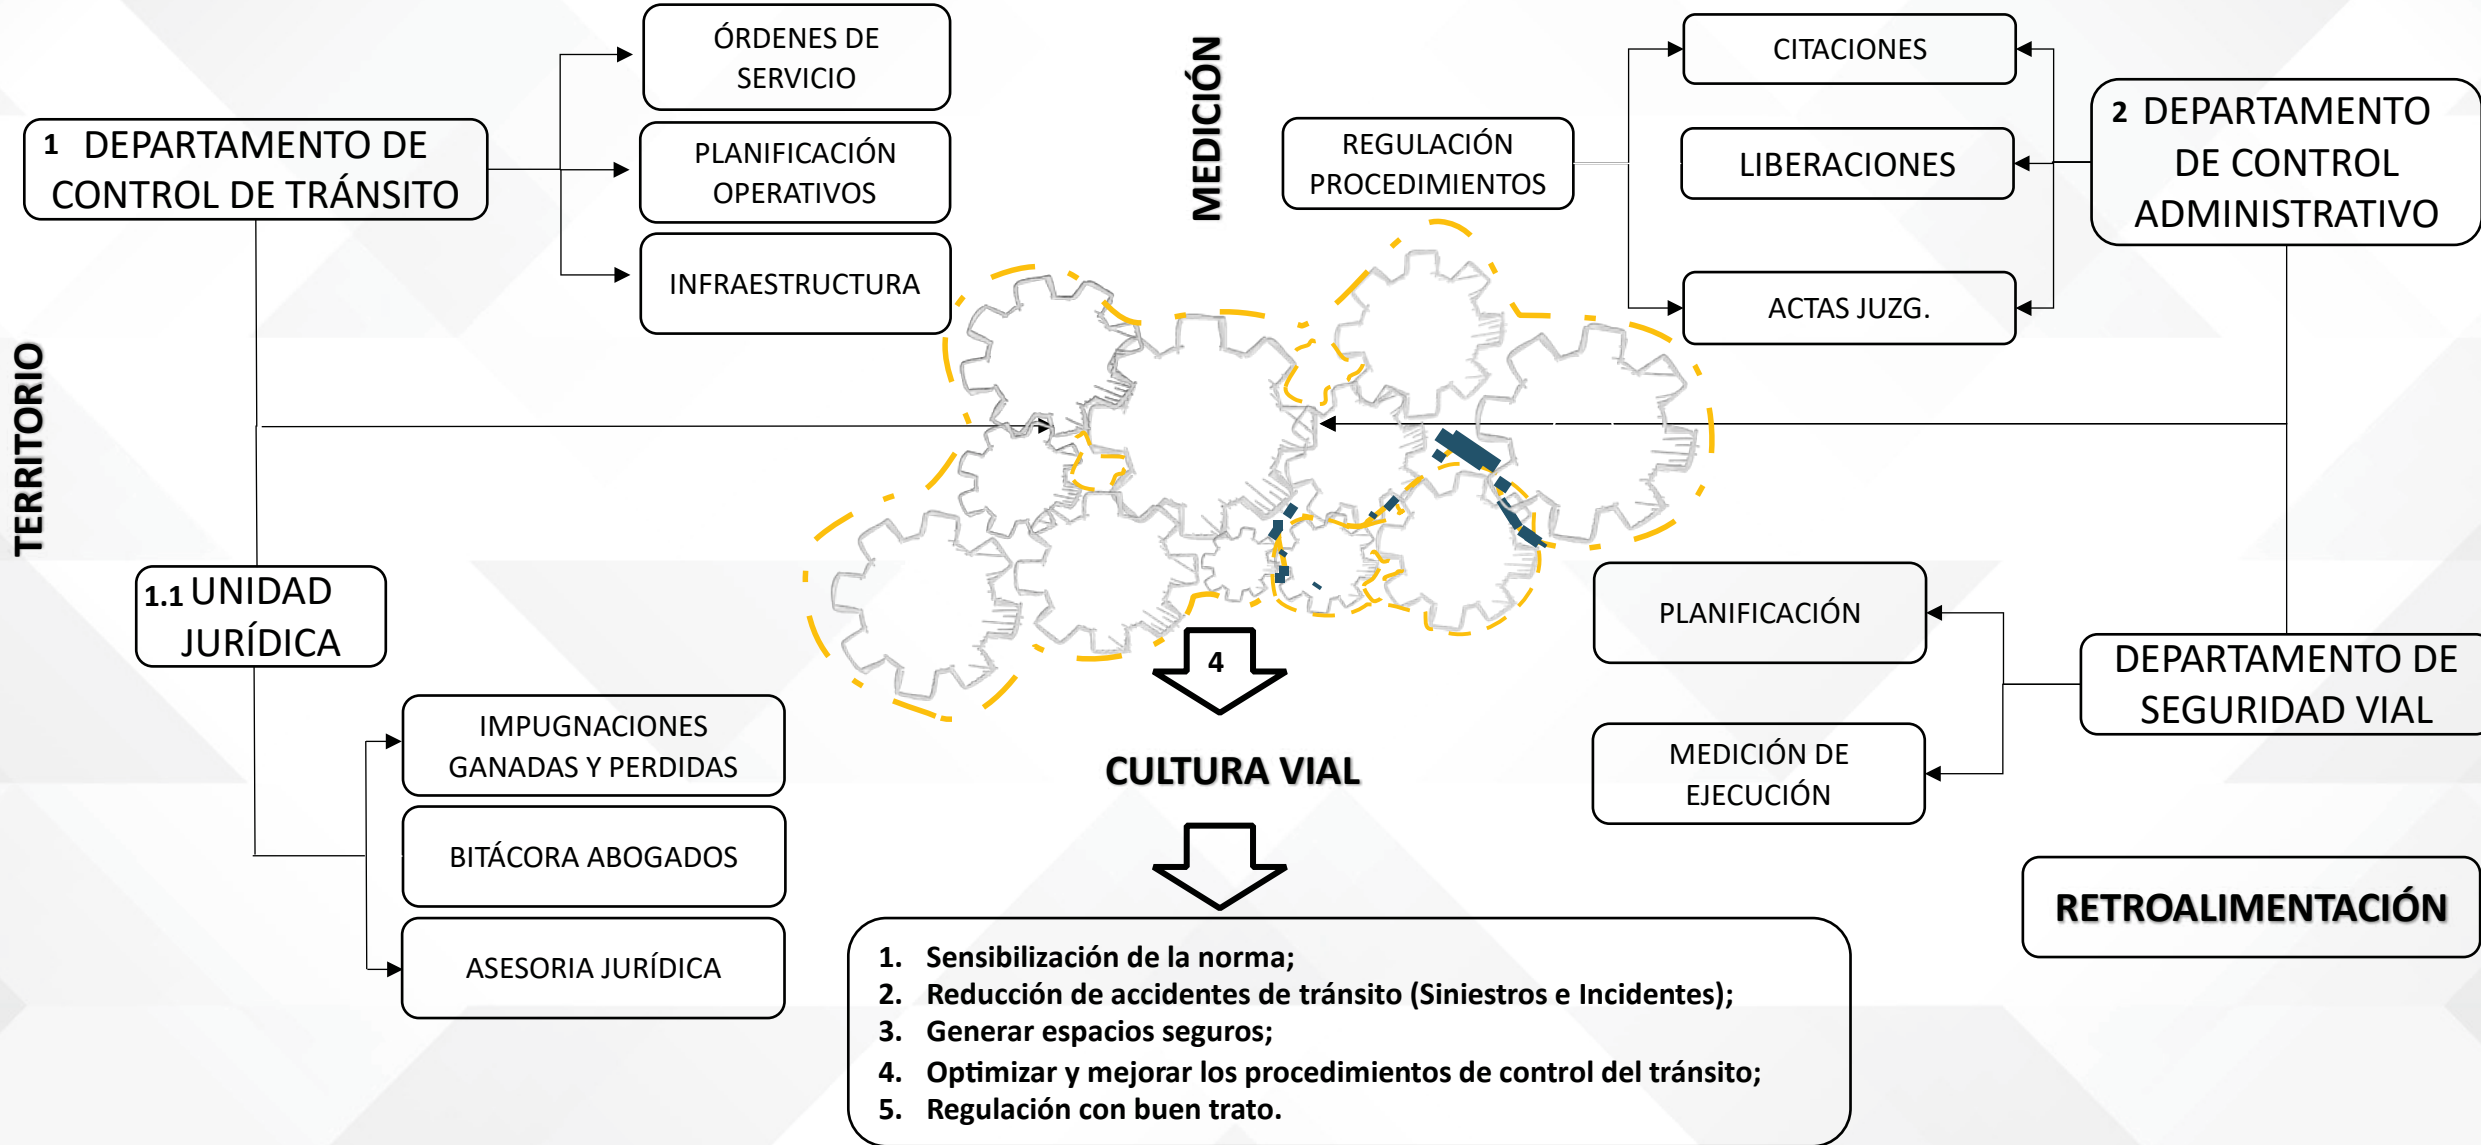 ÓRDENES DE
SERVICIO
1 DEPARTAMENTO DE
CONTROL DE TRÁNSITO
PLANIFICACIÓN
OPERATIVOS
INFRAESTRUCTURA
MEDICIÓN
REGULACIÓN
PROCEDIMIENTOS
CITACIONES
LIBERACIONES
ACTAS JUZG.
2 DEPARTAMENTO
DE CONTROL
ADMINISTRATIVO
TERRITORIO
1.1 UNIDAD
JURÍDICA
IMPUGNACIONES
GANADAS Y PERDIDAS
BITÁCORA ABOGADOS
ASESORIA JURÍDICA
4
CULTURA VIAL
PLANIFICACIÓN
MEDICIÓN DE
EJECUCIÓN
DEPARTAMENTO DE
SEGURIDAD VIAL
RETROALIMENTACIÓN
1. Sensibilización de la norma;
2. Reducción de accidentes de tránsito (Siniestros e Incidentes);
3. Generar espacios seguros;
4. Optimizar y mejorar los procedimientos de control del tránsito;
5. Regulación con buen trato.